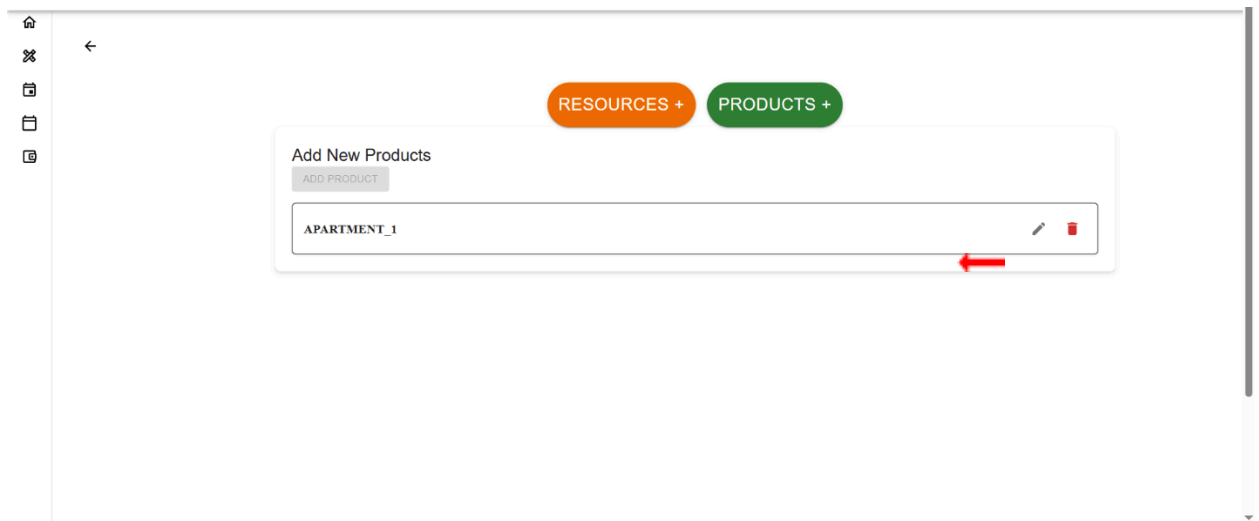 RESOURCES +
PRODUCTS +
Add New Products
ADD PRODUCT
APARTMENT_1